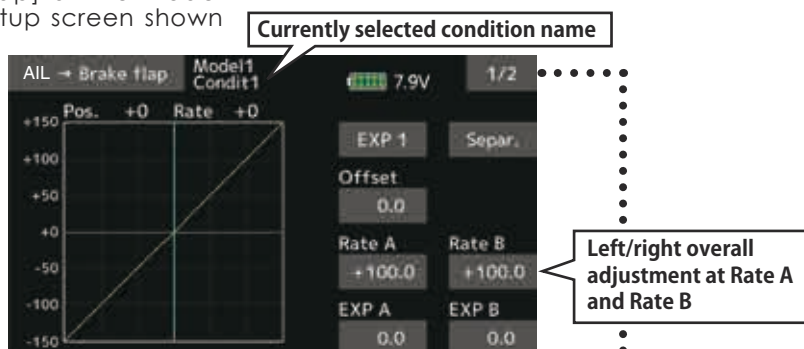 tup screen shown
Currently selected condition name
AIL → Brake flap
Model1
Condit1
7.9V
1/2
Pos. +0 Rate +0
+150
+100
+50
+0
-50
-100
-150
EXP 1
Separ.
Offset
0.0
Rate A
Rate B
+100.0
+100.0
EXP A
EXP B
0.0
0.0
Left/right overall
adjustment at Rate A
and Rate B